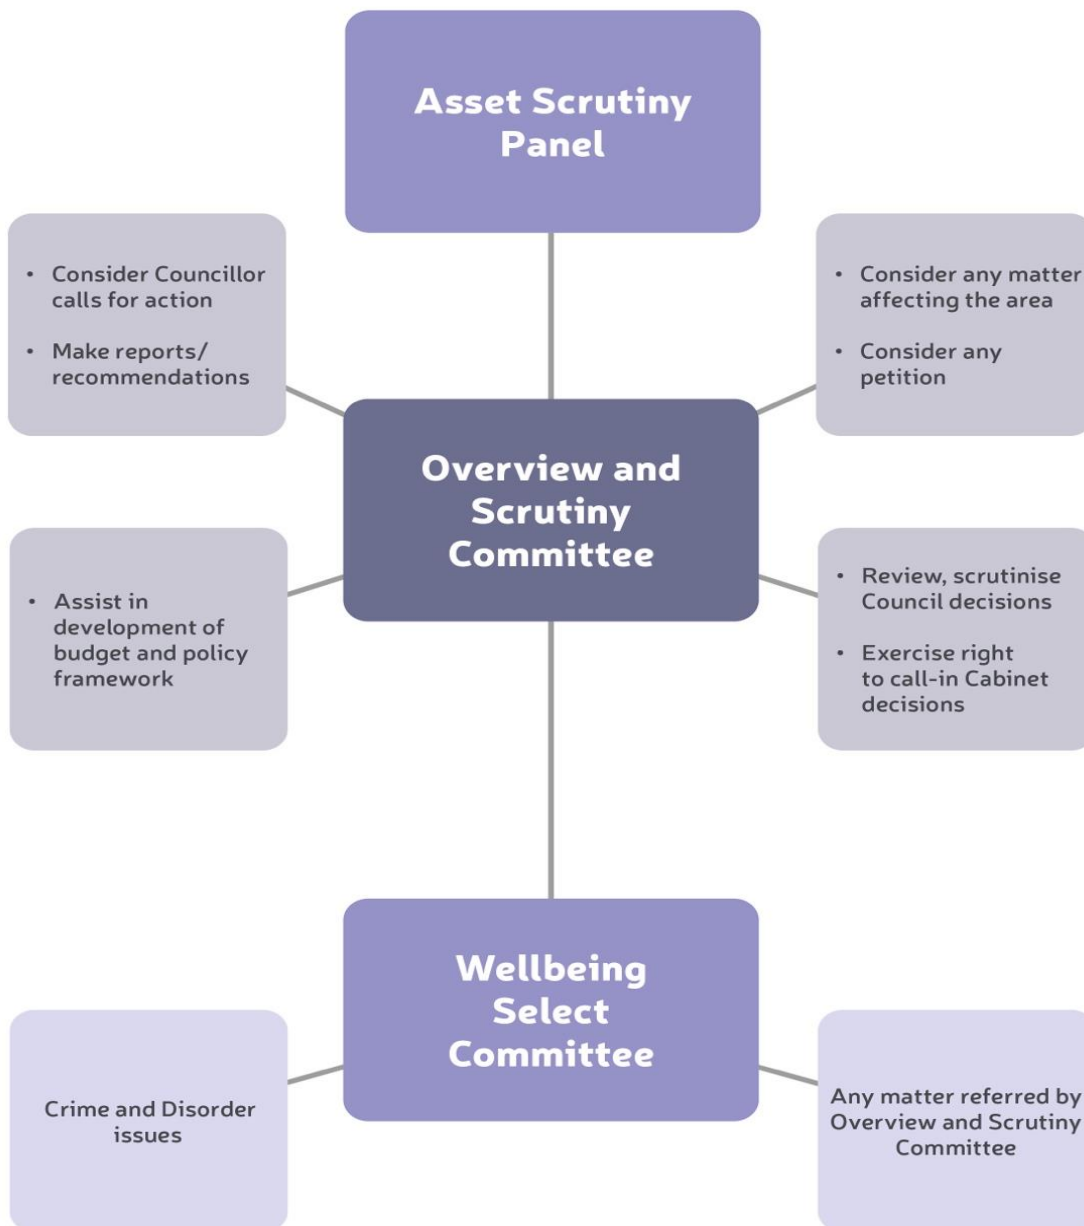 Asset Scrutiny
Panel
• Consider Councillor
calls for action
• Make reports/
recommendations
• Consider any matter
affecting the area
• Consider any
petition
Overview and
Scrutiny
Committee
• Assist in
development of
budget and policy
framework
• Review, scrutinise
Council decisions
• Exercise right
to call-in Cabinet
decisions
Wellbeing
Select
Committee
Crime and Disorder
issues
Any matter referred by
Overview and Scrutiny
Committee